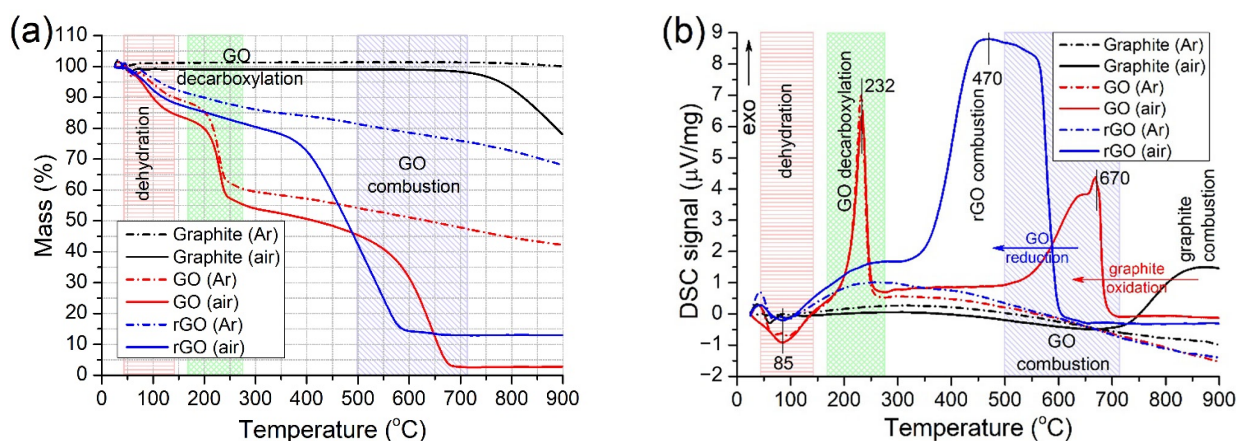 (a)
110
100
90
80
70
60
50
40
30
20
10
0
Mass (%)
GO
decarboxylation
dehydration
GO
combustion
Graphite (Ar)
Graphite (air)
GO (Ar)
GO (air)
rGO (Ar)
rGO (air)
0 100 200 300 400 500 600 700 800 900
Temperature (°C)
(b)
9
8
7
6
5
4
3
2
1
0
−1
−2
DSC signal (μV/mg)
exo
dehydration
GO decarboxylation
232
470
rGO combustion
Graphite (Ar)
Graphite (air)
GO (Ar)
GO (air)
rGO (Ar)
rGO (air)
670
graphite
combustion
GO
reduction
graphite
oxidation
85
GO
combustion
0 100 200 300 400 500 600 700 800 900
Temperature (°C)